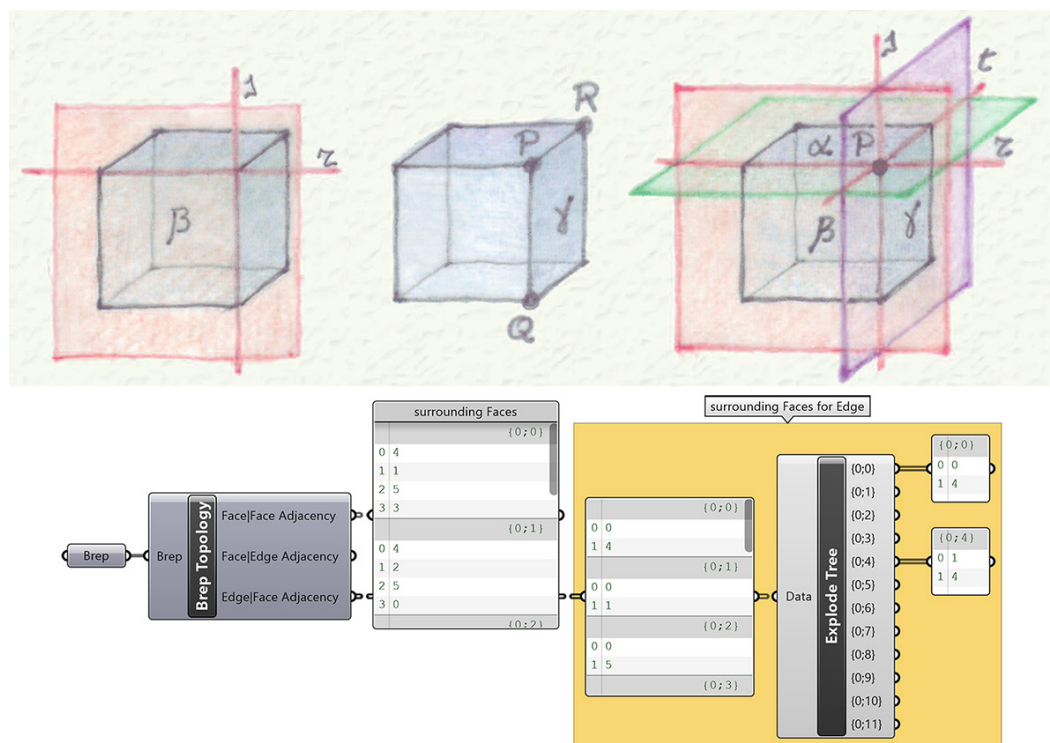 s
r
β
R
P
γ
Q
s
t
r
α P
β
γ
surrounding Faces
{0;0}
0 4
1 1
2 5
3 3
{0;1}
0 4
1 2
2 5
3 0
{0;2}
Brep
Brep
Brep Topology
Face|Face Adjacency
Face|Edge Adjacency
Edge|Face Adjacency
surrounding Faces for Edge
{0;0}
0 0
1 4
{0;1}
0 0
1 1
{0;2}
0 0
1 5
{0;3}
Data
Explode Tree
{0;0}
{0;1}
{0;2}
{0;3}
{0;4}
{0;5}
{0;6}
{0;7}
{0;8}
{0;9}
{0;10}
{0;11}
{0;0}
0 0
1 4
{0;4}
0 1
1 4